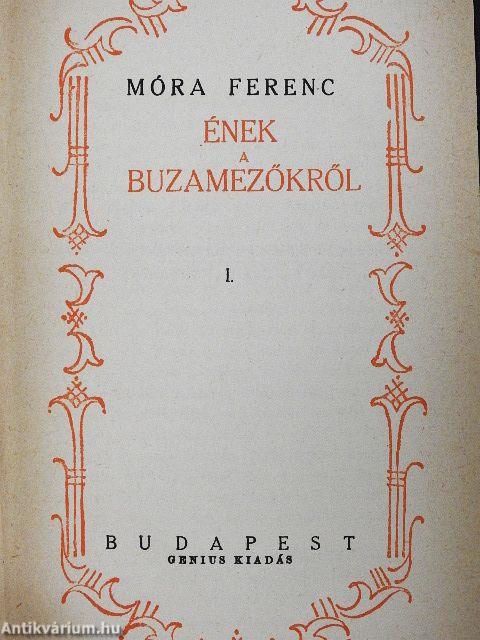 MÓRA FERENC
ÉNEK
A
BUZAMEZŐKRŐL
I.
BUDAPEST
GENIUS KIADÁS
Antikvárium.hu